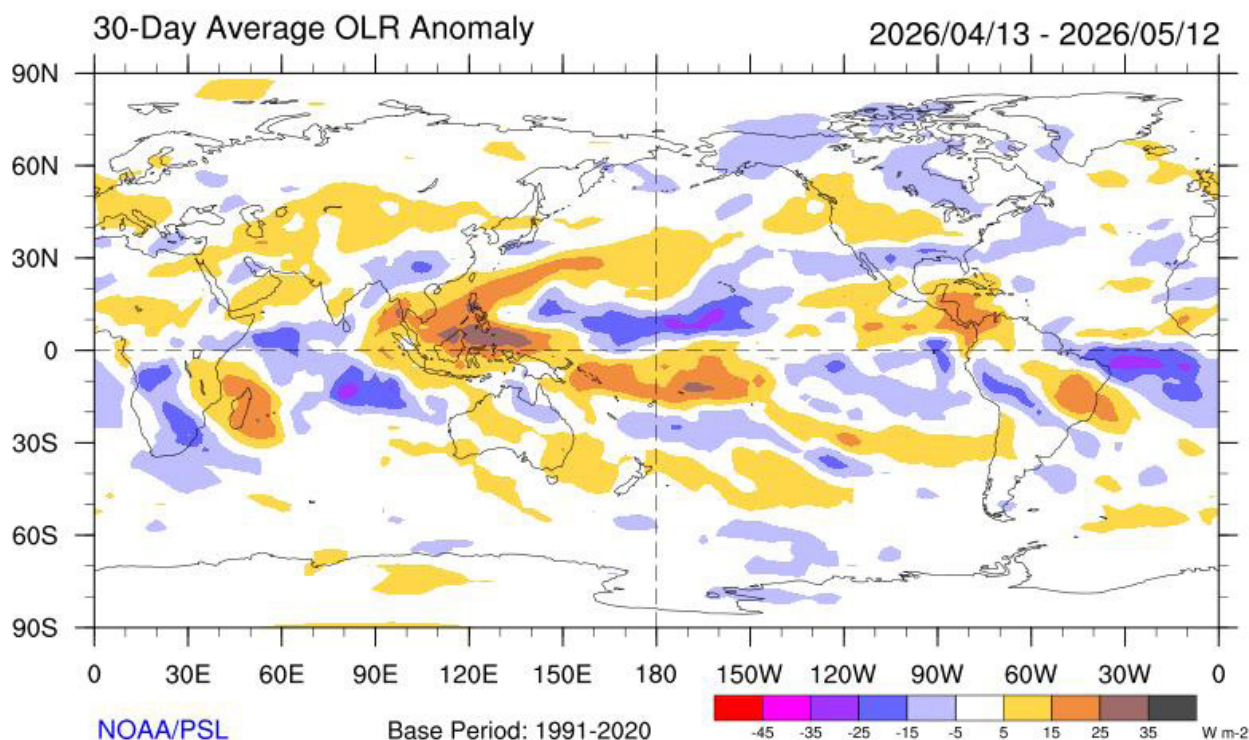 30-Day Average OLR Anomaly 2026/04/13 - 2026/05/12
90N
60N
30N
0
30S
60S
90S
0 30E 60E 90E 120E 150E 180 150W 120W 90W 60W 30W 0
NOAA/PSL Base Period: 1991-2020
-45 -35 -25 -15 -5 5 15 25 35 W m-2